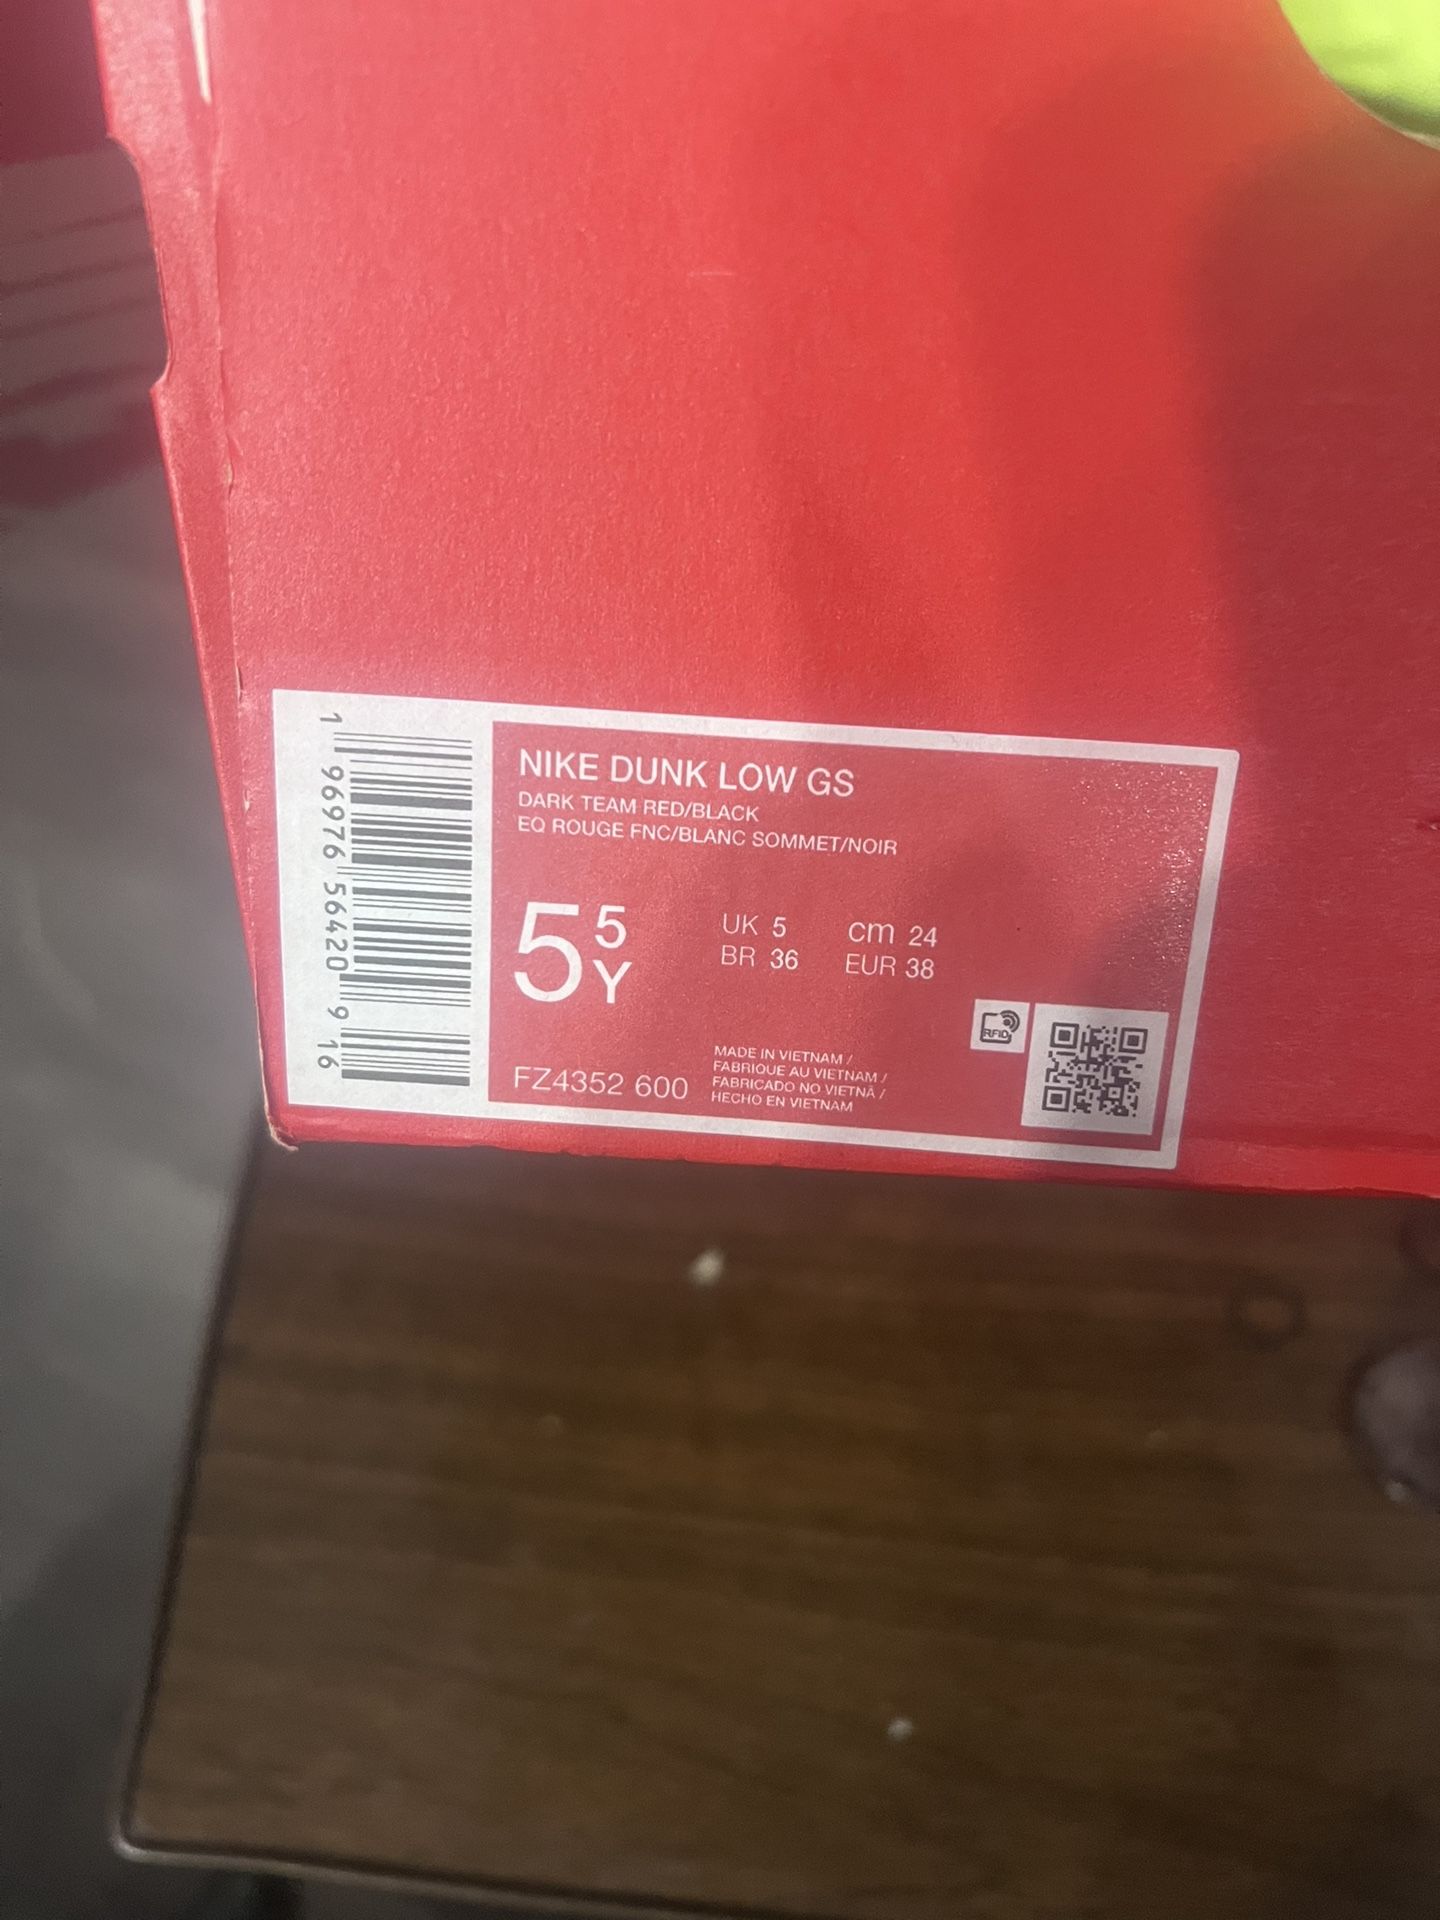 NIKE DUNK LOW GS
DARK TEAM RED/BLACK
EQ ROUGE FNC/BLANC SOMMET/NOIR
5 5 Y
UK 5 cm 24
BR 36 EUR 38
FZ4352 600
MADE IN VIETNAM /
FABRIQUE AU VIETNAM /
FABRICADO NO VIETNÃ /
HECHO EN VIETNAM
RFID
1 96976 56420 9 16